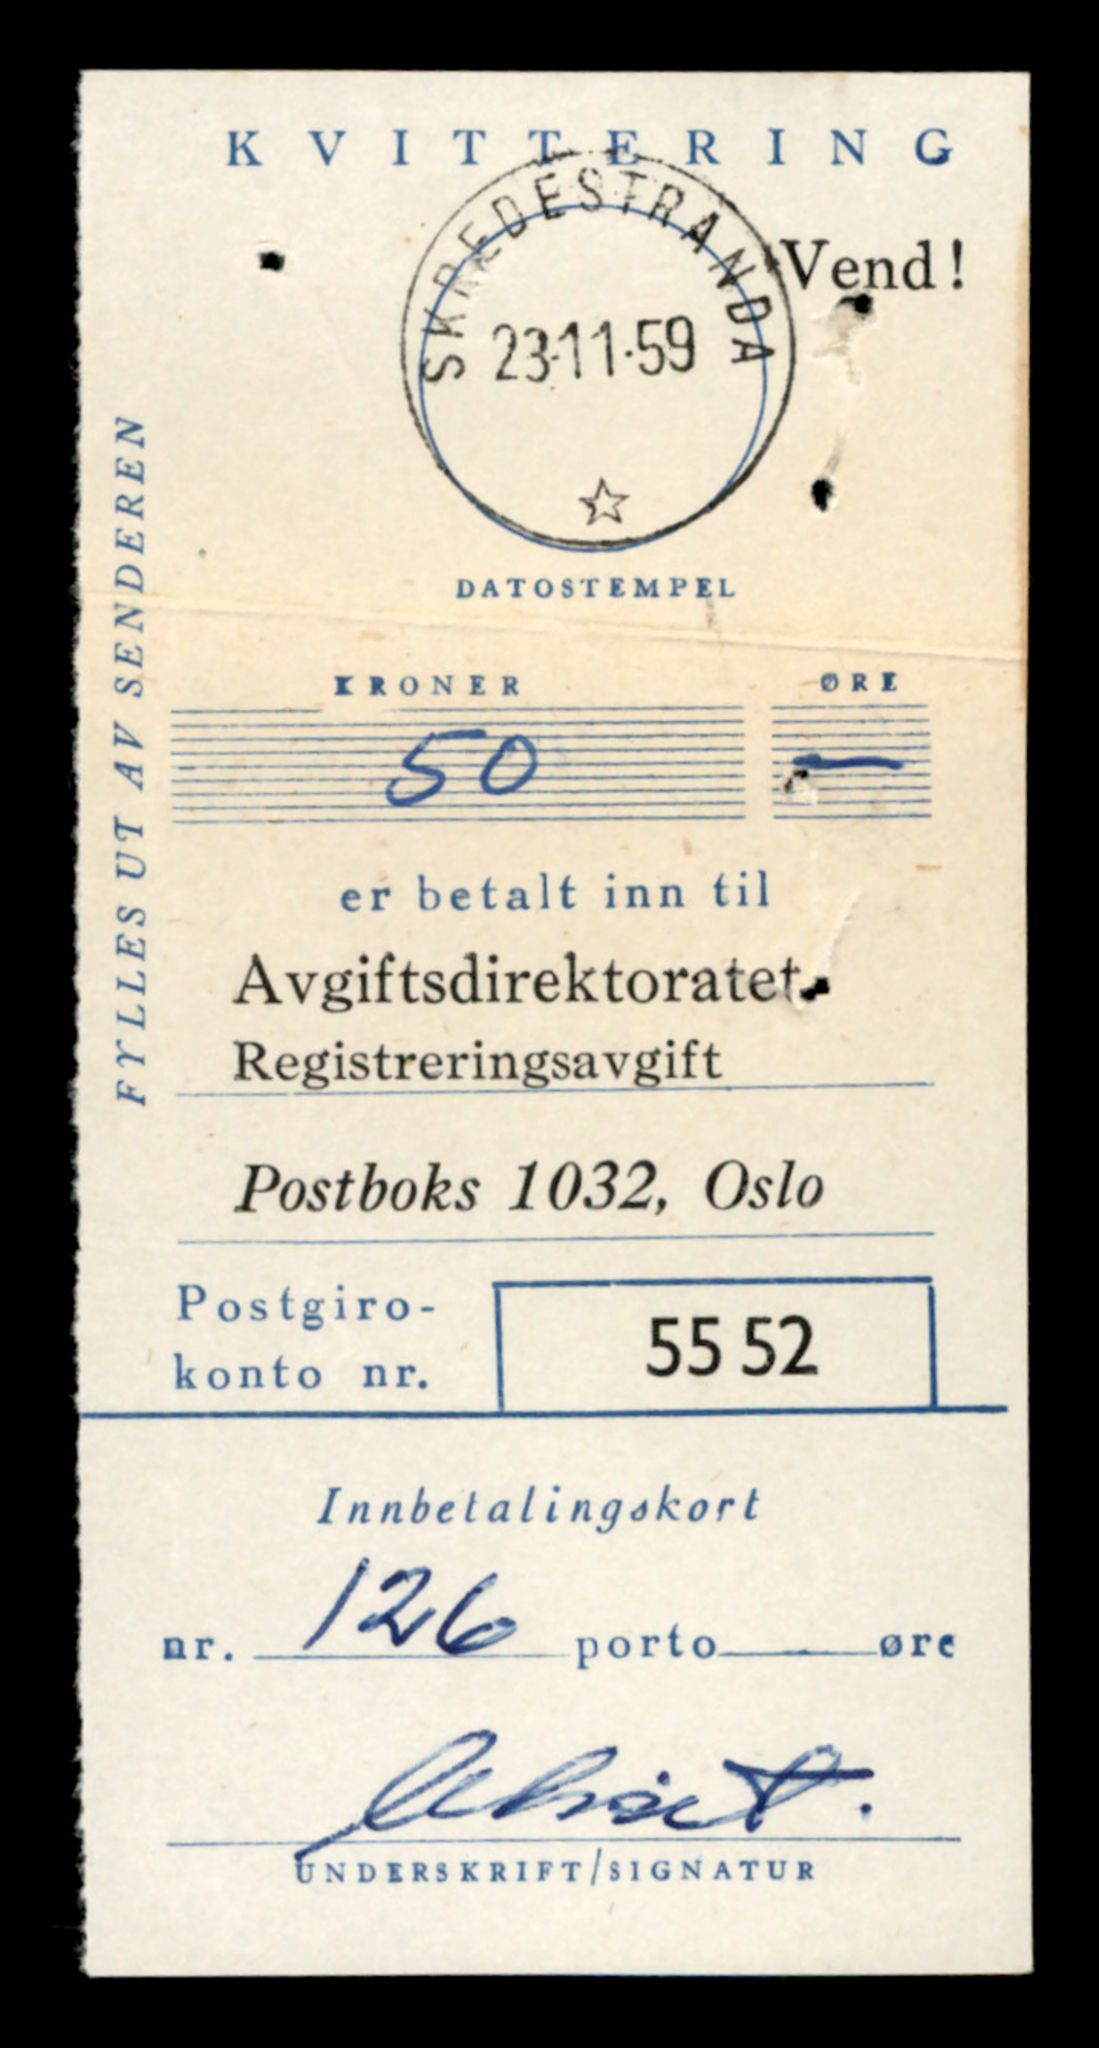 KVITTERING
Vend!
SKREDESTRANDA
23-11-59
DATOSTEMPEL
FYLLES UT AV SENDEREN
KRONER ØRE
50 —
er betalt inn til
Avgiftsdirektoratet
Registreringsavgift
Postboks 1032, Oslo
Postgiro-
konto nr.
55 52
Innbetalingskort
nr. 126 porto øre
UNDERSKRIFT/SIGNATUR